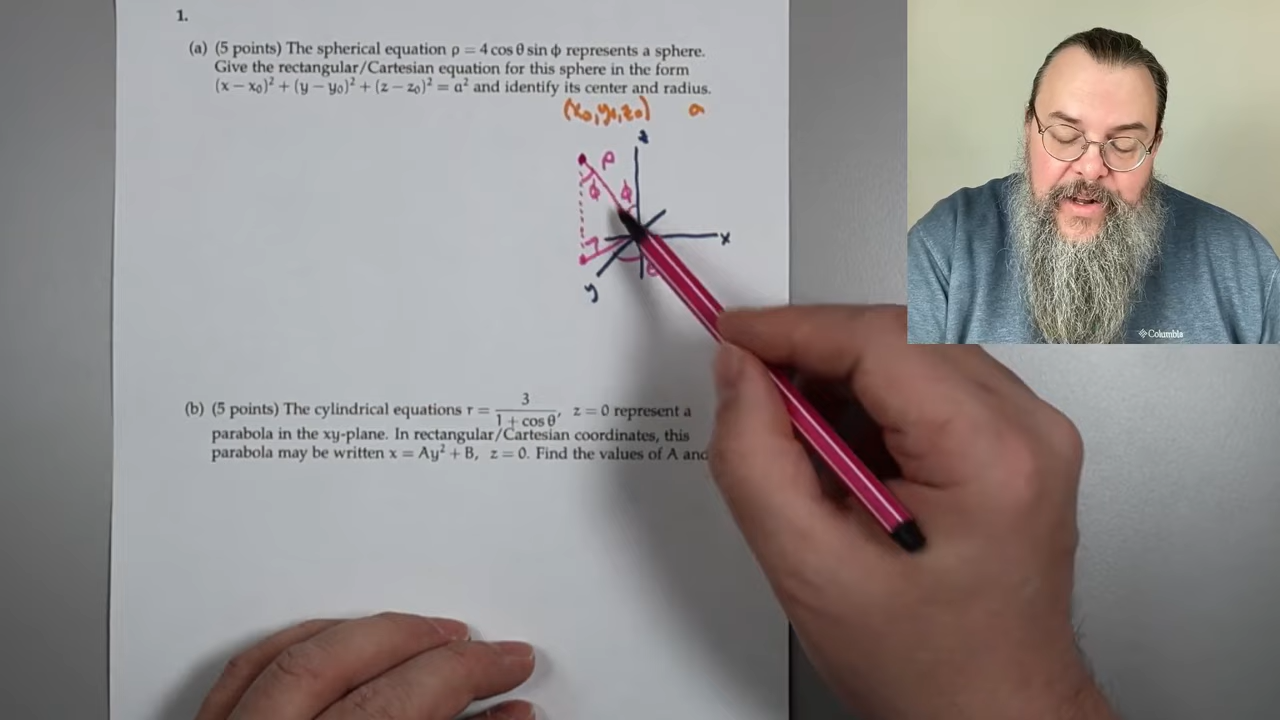 1.
(a) (5 points) The spherical equation ρ = 4 cos θ sin φ represents a sphere.
Give the rectangular/Cartesian equation for this sphere in the form
(x − x₀)² + (y − y₀)² + (z − z₀)² = a² and identify its center and radius.
(x₀,y₀,z₀) a
z
ρ
φ φ
x
θ
y
(b) (5 points) The cylindrical equations r = 3/(1 + cos θ), z = 0 represent a
parabola in the xy-plane. In rectangular/Cartesian coordinates, this
parabola may be written x = Ay² + B, z = 0. Find the values of A and
Columbia